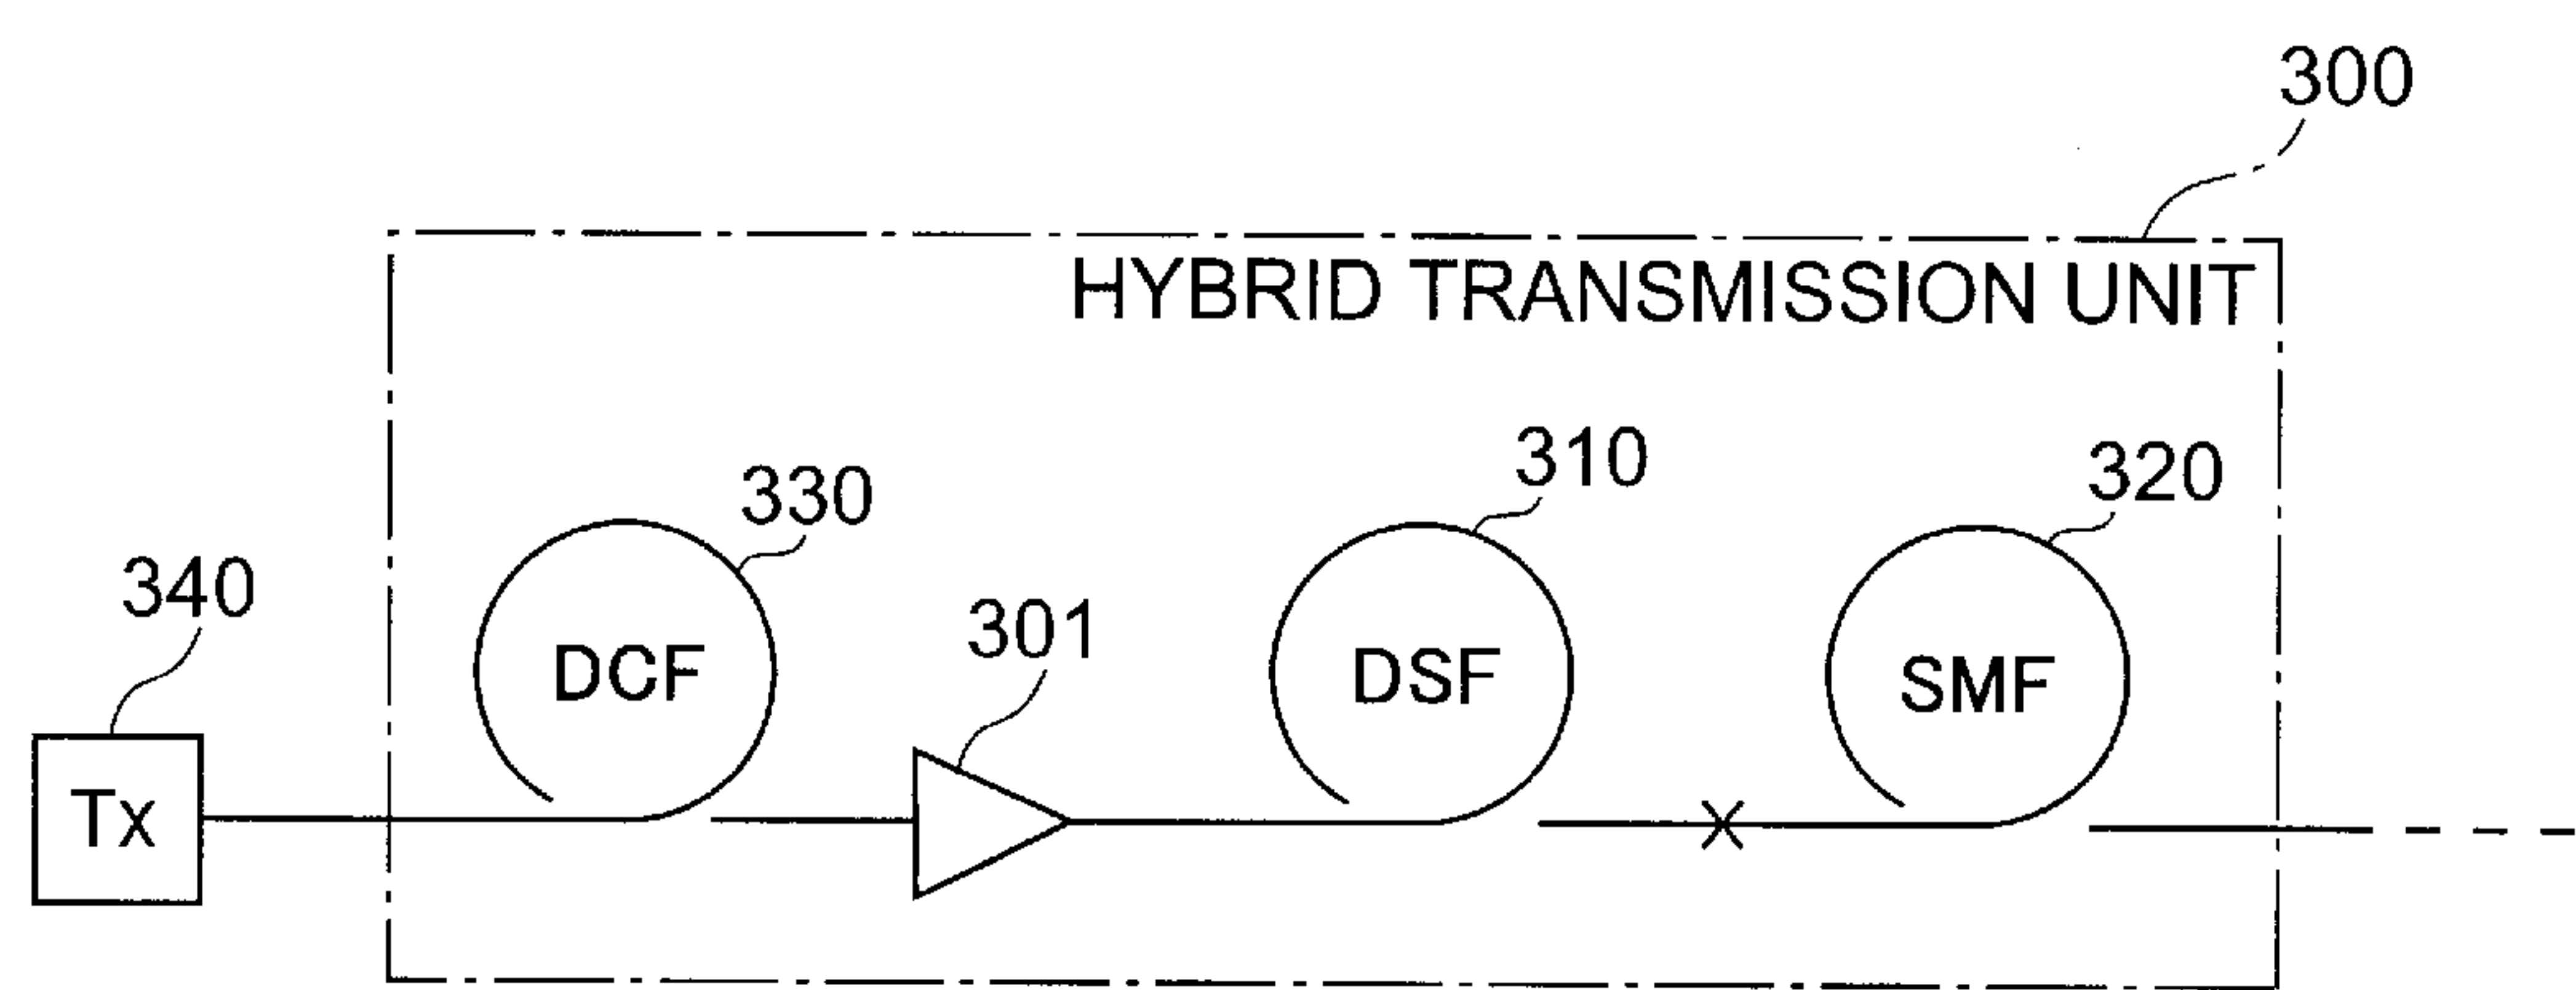 300
HYBRID TRANSMISSION UNIT
310
320
330
340
301
DCF
DSF
SMF
Tx